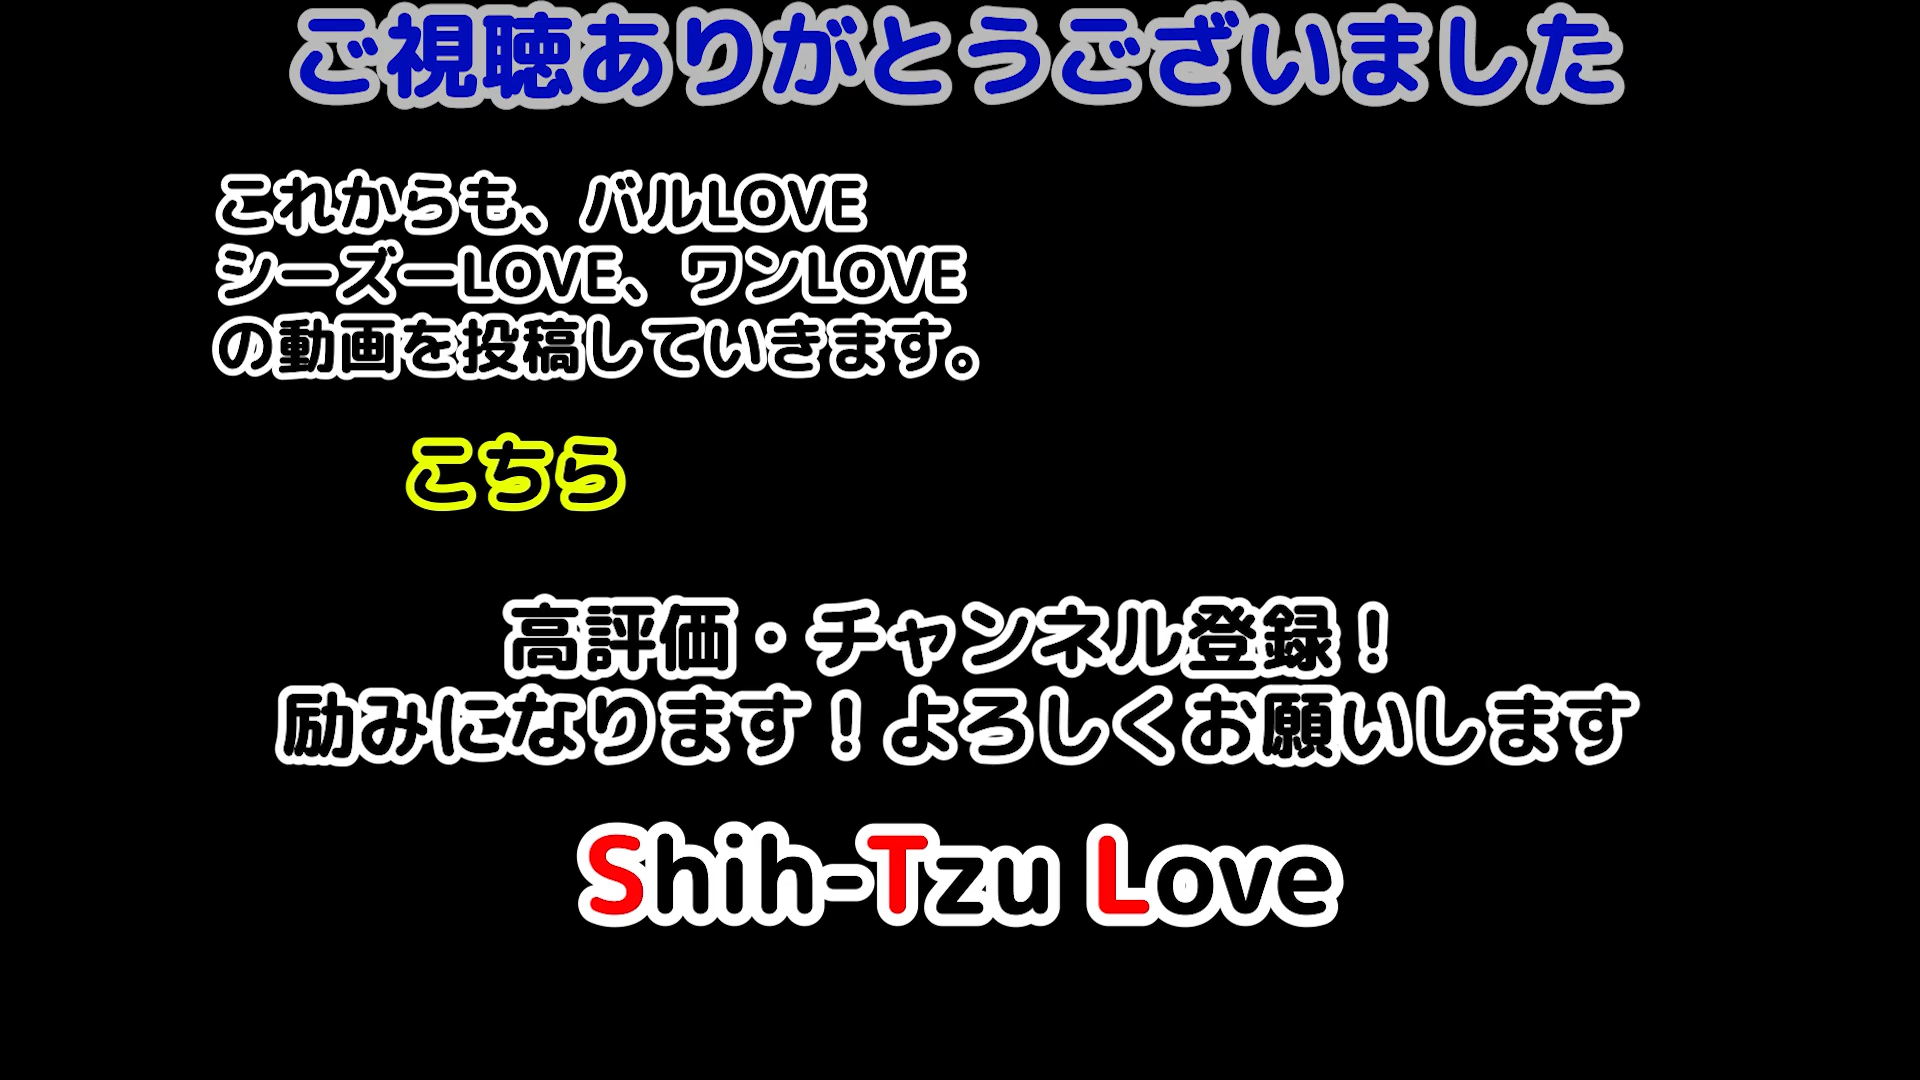 ご視聴ありがとうございました
これからも、バルLOVE
シーズーLOVE、ワンLOVE
の動画を投稿していきます。
こちら
高評価・チャンネル登録！
励みになります！よろしくお願いします
Shih-Tzu Love